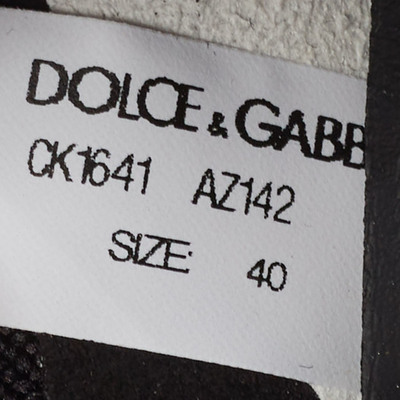 DOLCE & GABB
CK1641 AZ142
SIZE: 40